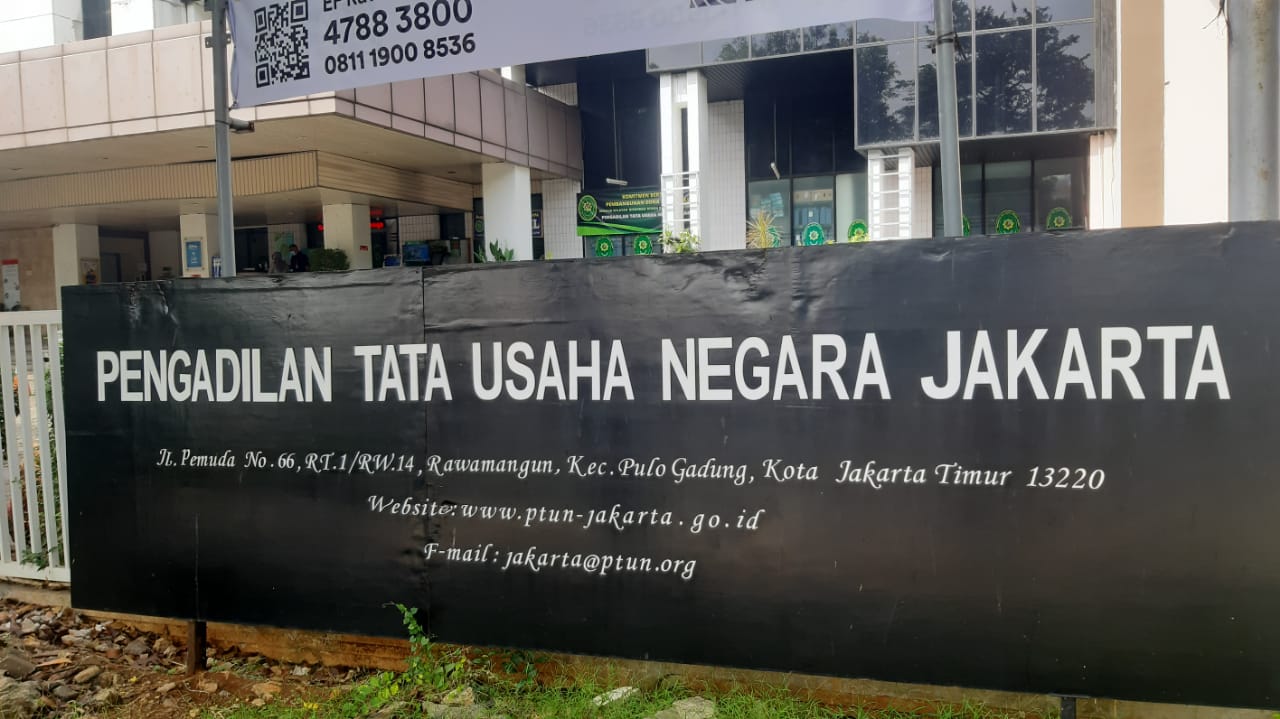 4788 3800
0811 1900 8536
PENGADILAN TATA USAHA NEGARA JAKARTA
Jl. Pemuda No. 66, RT.1/RW.14, Rawamangun, Kec. Pulo Gadung, Kota Jakarta Timur 13220
Website: www.ptun-jakarta.go.id
E-mail : jakarta@ptun.org